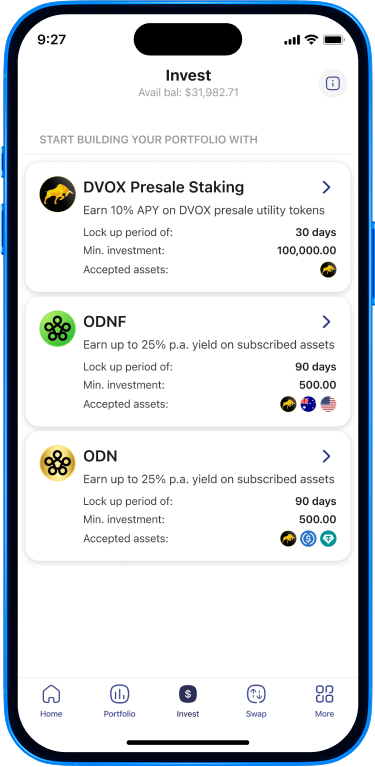 9:27
Invest
Avail bal: $31,982.71
START BUILDING YOUR PORTFOLIO WITH
DVOX Presale Staking
Earn 10% APY on DVOX presale utility tokens
Lock up period of: 30 days
Min. investment: 100,000.00
Accepted assets:
ODNF
Earn up to 25% p.a. yield on subscribed assets
Lock up period of: 90 days
Min. investment: 500.00
Accepted assets:
ODN
Earn up to 25% p.a. yield on subscribed assets
Lock up period of: 90 days
Min. investment: 500.00
Accepted assets:
Home Portfolio Invest Swap More